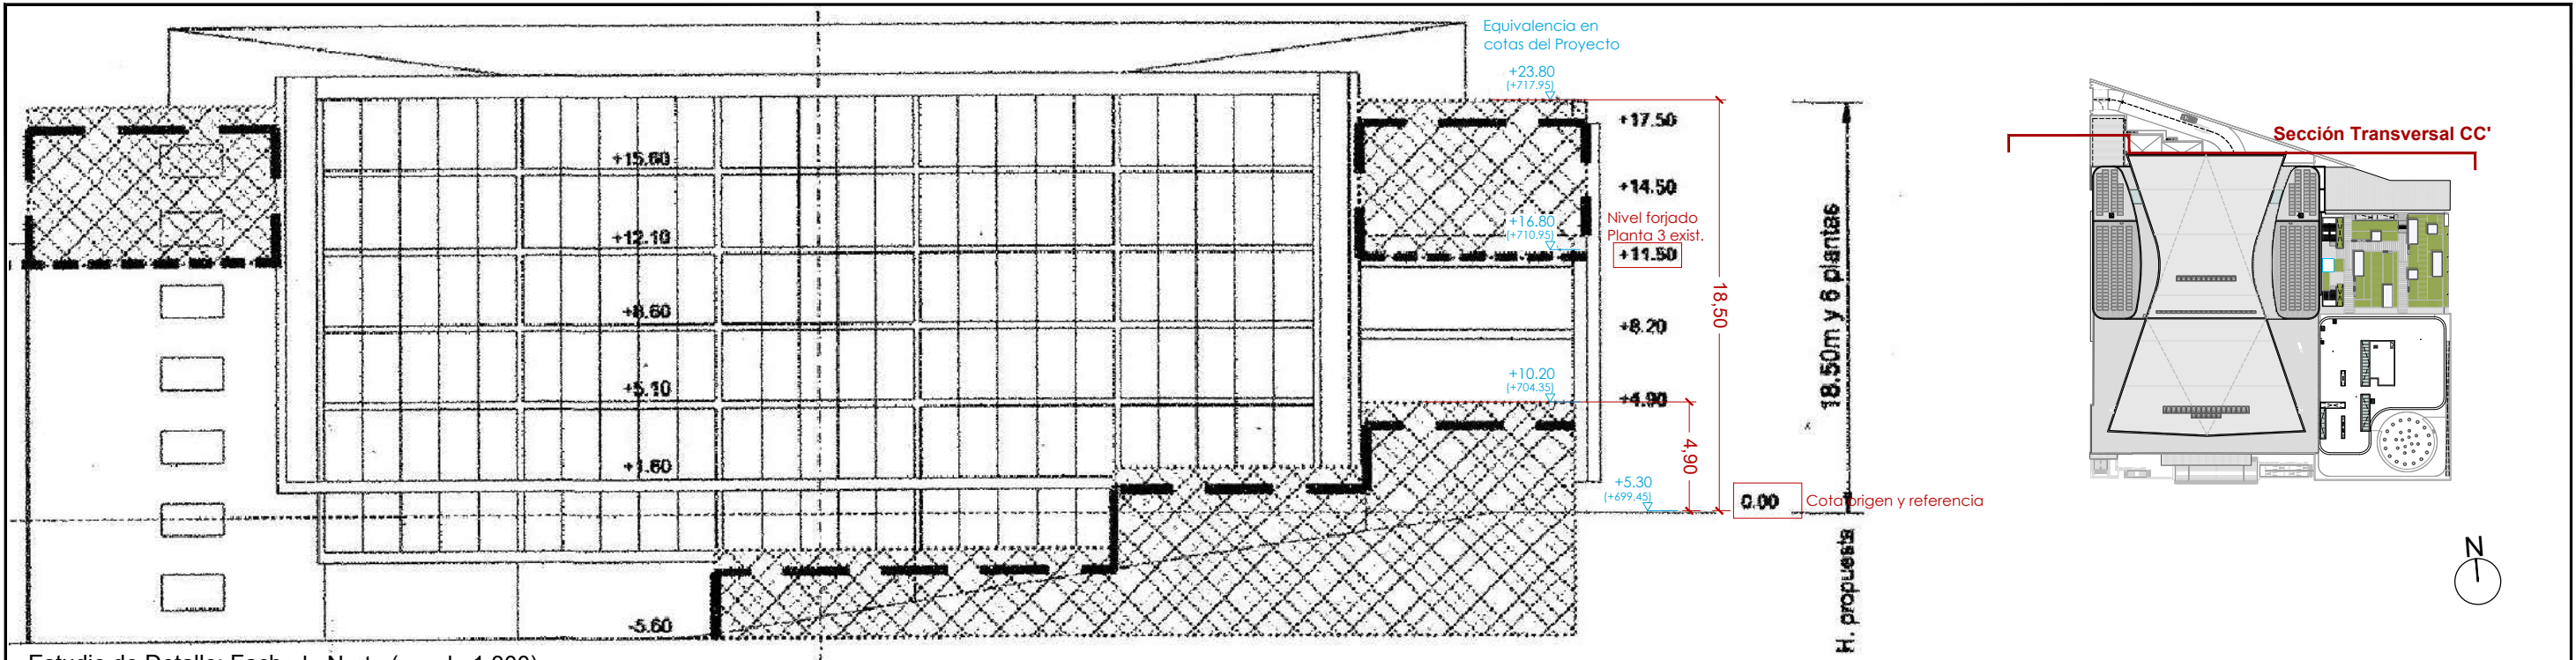 Equivalencia en
cotas del Proyecto
+23.80
(+717.95)
+17.50
+15.60
+14.50
+16.80
(+710.95)
Nivel forjado
Planta 3 exist.
+12.10
+11.50
+8.60
+8.20
18,50
18.50m y 6 plantas
+10.20
(+704.35)
+5.10
+4.90
4,90
+1.60
+5.30
(+699.45)
0.00
Cota origen y referencia
H. propuesta
-5.60
Sección Transversal CC'
N